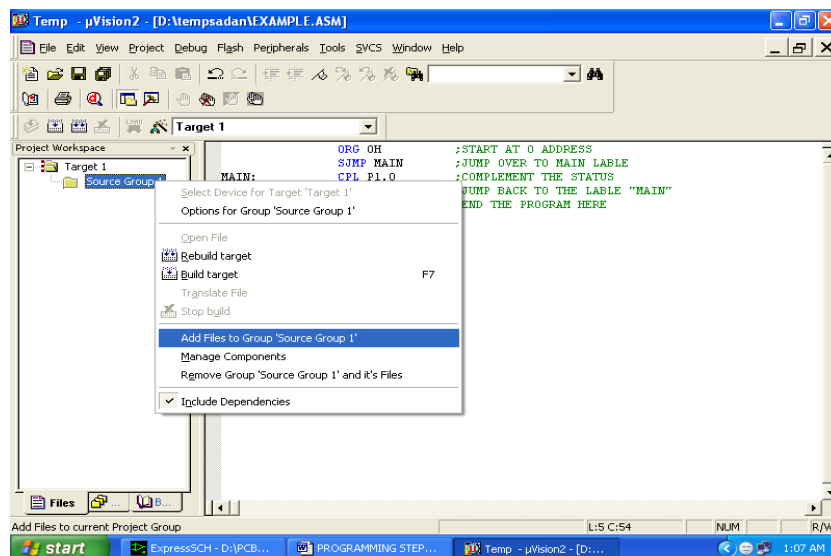 Temp - µVision2 - [D:\tempsadan\EXAMPLE.ASM]
File Edit View Project Debug Flash Peripherals Tools SVCS Window Help
LOAD
Target 1
Project Workspace
Target 1
Source Group 1
ORG OH ;START AT 0 ADDRESS
SJMP MAIN ;JUMP OVER TO MAIN LABLE
MAIN: CPL P1.0 ;COMPLEMENT THE STATUS
JUMP BACK TO THE LABLE "MAIN"
END THE PROGRAM HERE
Select Device for Target 'Target 1'
Options for Group 'Source Group 1'
Open File
Rebuild target
Build target F7
Translate File
Stop build
Add Files to Group 'Source Group 1'
Manage Components
Remove Group 'Source Group 1' and it's Files
Include Dependencies
Files ... B...
Add Files to current Project Group L:5 C:54 NUM R/W
start ExpressSCH - D:\PCB... PROGRAMMING STEP... Temp - µVision2 - [D:... 1:07 AM